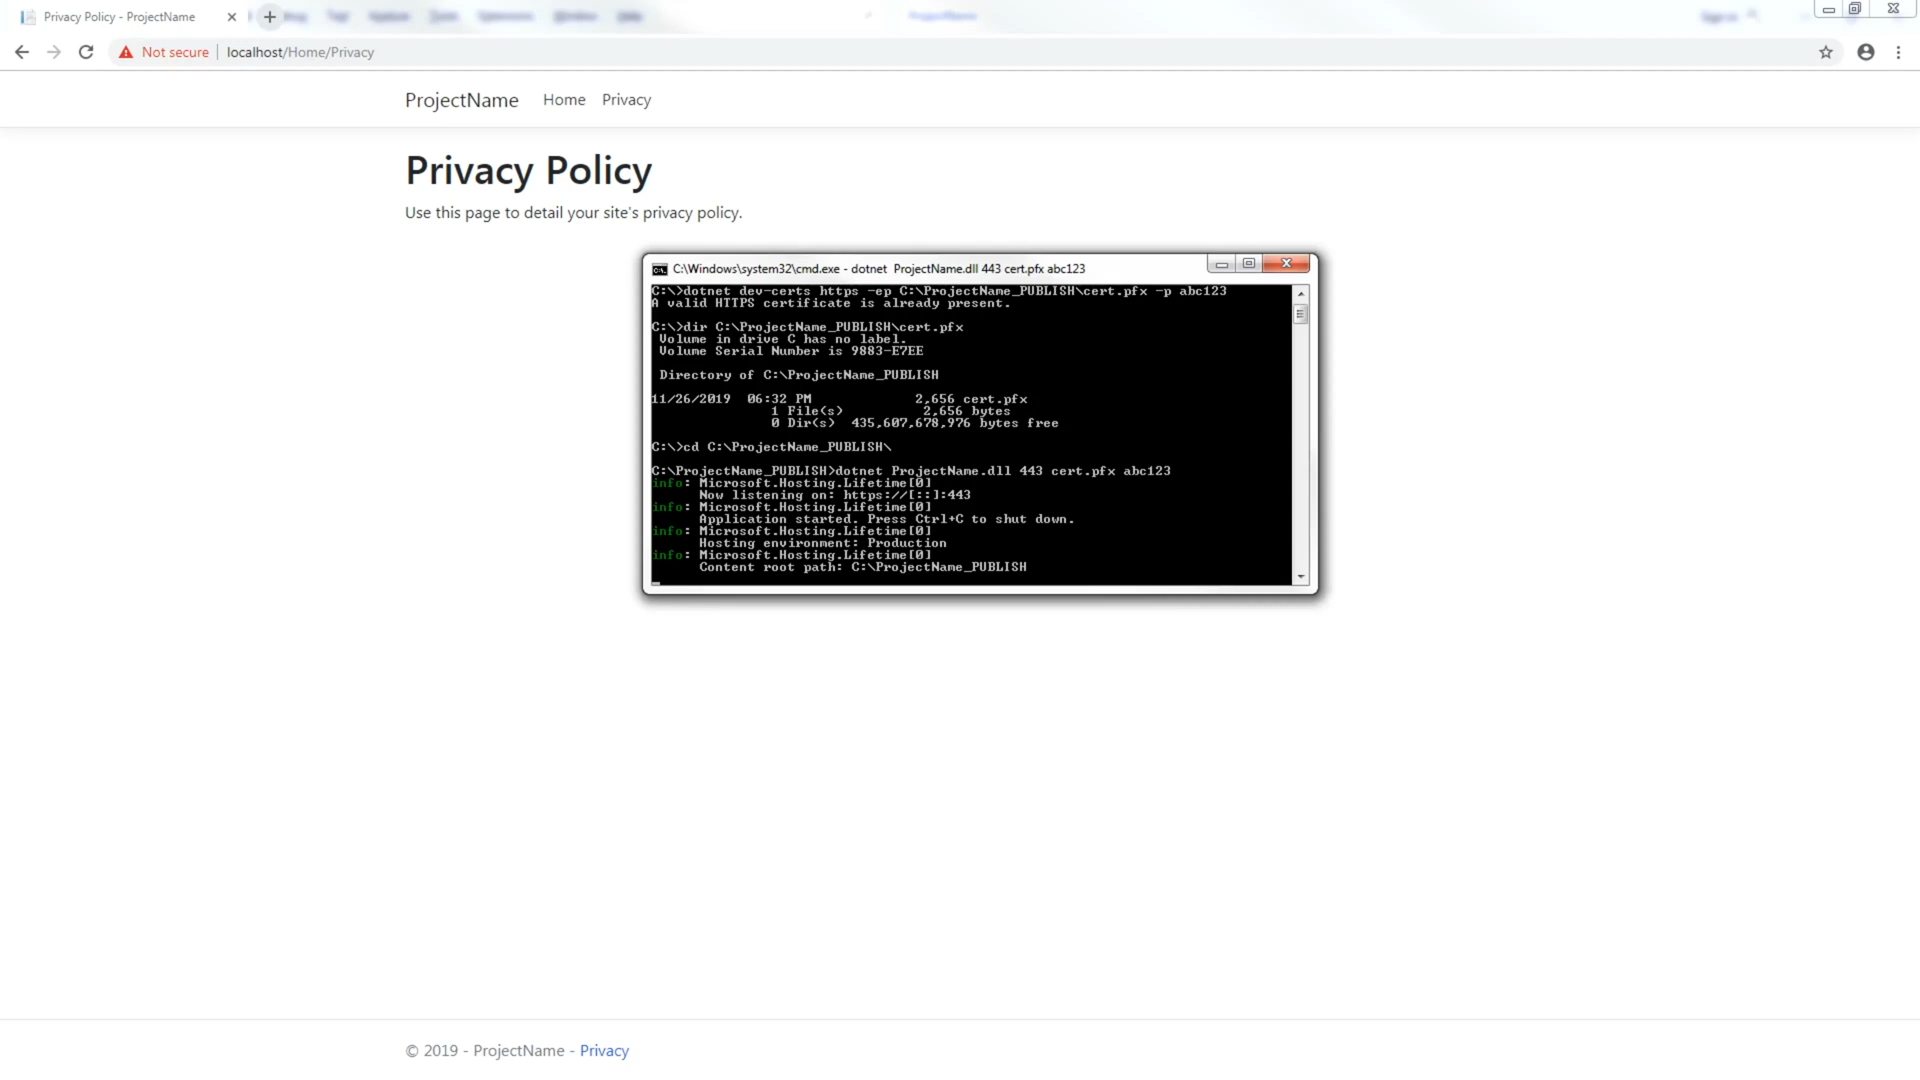 Privacy Policy - ProjectName
Not secure | localhost/Home/Privacy
ProjectName Home Privacy
Privacy Policy
Use this page to detail your site's privacy policy.
C:\Windows\system32\cmd.exe - dotnet ProjectName.dll 443 cert.pfx abc123
C:\>dotnet dev-certs https -ep C:\ProjectName_PUBLISH\cert.pfx -p abc123
A valid HTTPS certificate is already present.
C:\>dir C:\ProjectName_PUBLISH\cert.pfx
Volume in drive C has no label.
Volume Serial Number is 9883-E7EE
Directory of C:\ProjectName_PUBLISH
11/26/2019 06:32 PM 2,656 cert.pfx
1 File(s) 2,656 bytes
0 Dir(s) 435,607,678,976 bytes free
C:\>cd C:\ProjectName_PUBLISH\
C:\ProjectName_PUBLISH>dotnet ProjectName.dll 443 cert.pfx abc123
info: Microsoft.Hosting.Lifetime[0]
Now listening on: https://[::]:443
info: Microsoft.Hosting.Lifetime[0]
Application started. Press Ctrl+C to shut down.
info: Microsoft.Hosting.Lifetime[0]
Hosting environment: Production
info: Microsoft.Hosting.Lifetime[0]
Content root path: C:\ProjectName_PUBLISH
© 2019 - ProjectName - Privacy